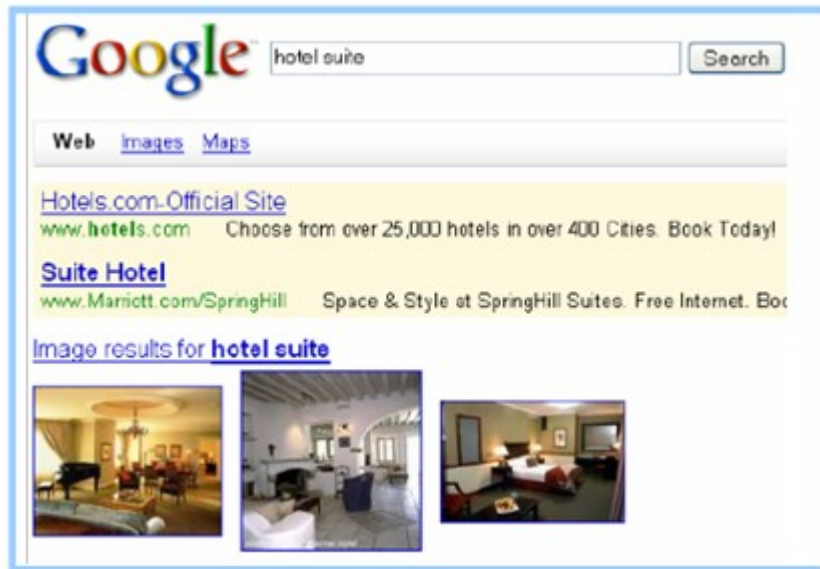 Google™
hotel suite
Search
Web Images Maps
Hotels.com-Official Site
www.hotels.com Choose from over 25,000 hotels in over 400 Cities. Book Today!
Suite Hotel
www.Marriott.com/SpringHill Space & Style at SpringHill Suites. Free Internet. Boo
Image results for hotel suite